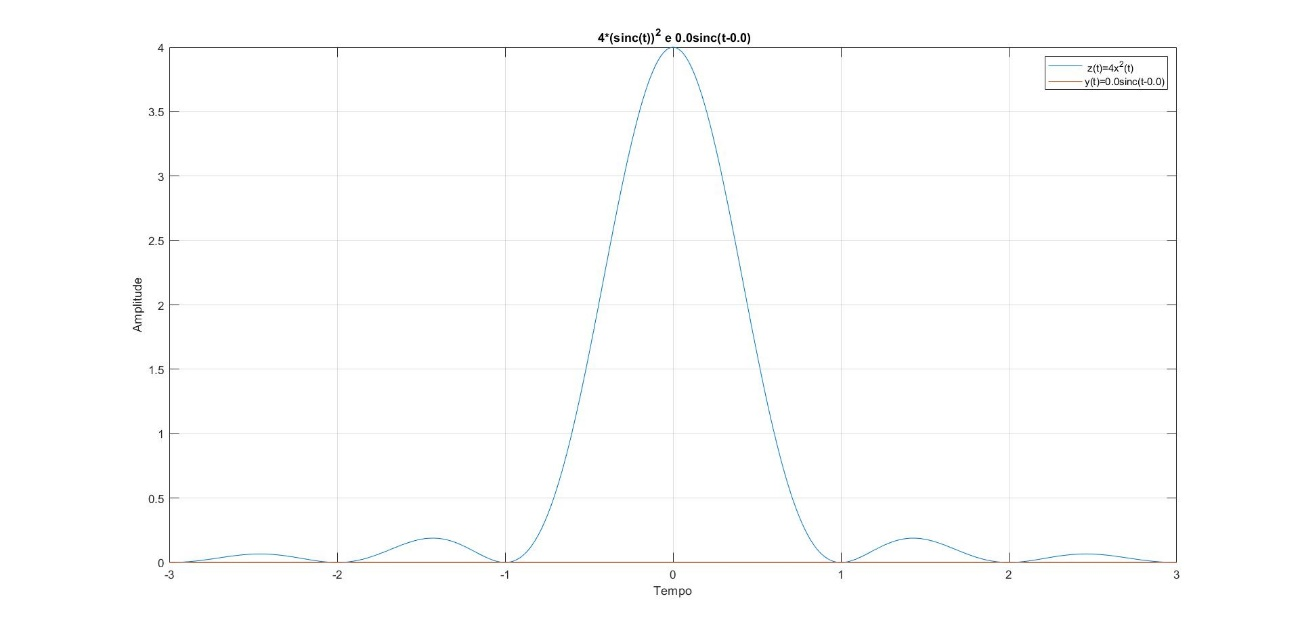 4*(sinc(t))² e 0.0sinc(t-0.0)
z(t)=4x²(t)
y(t)=0.0sinc(t-0.0)
4
3.5
3
2.5
2
1.5
1
0.5
0
Amplitude
-3 -2 -1 0 1 2 3
Tempo